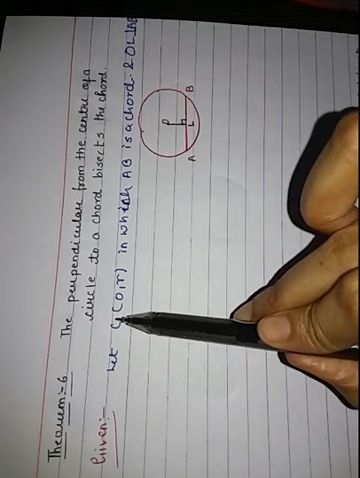 Theorem:- 6 The perpendicular from the centre of a
circle to a chord bisects the chord.
Given:-
Let C(O,r) in which AB is a chord & OL⊥AB
O
A L B